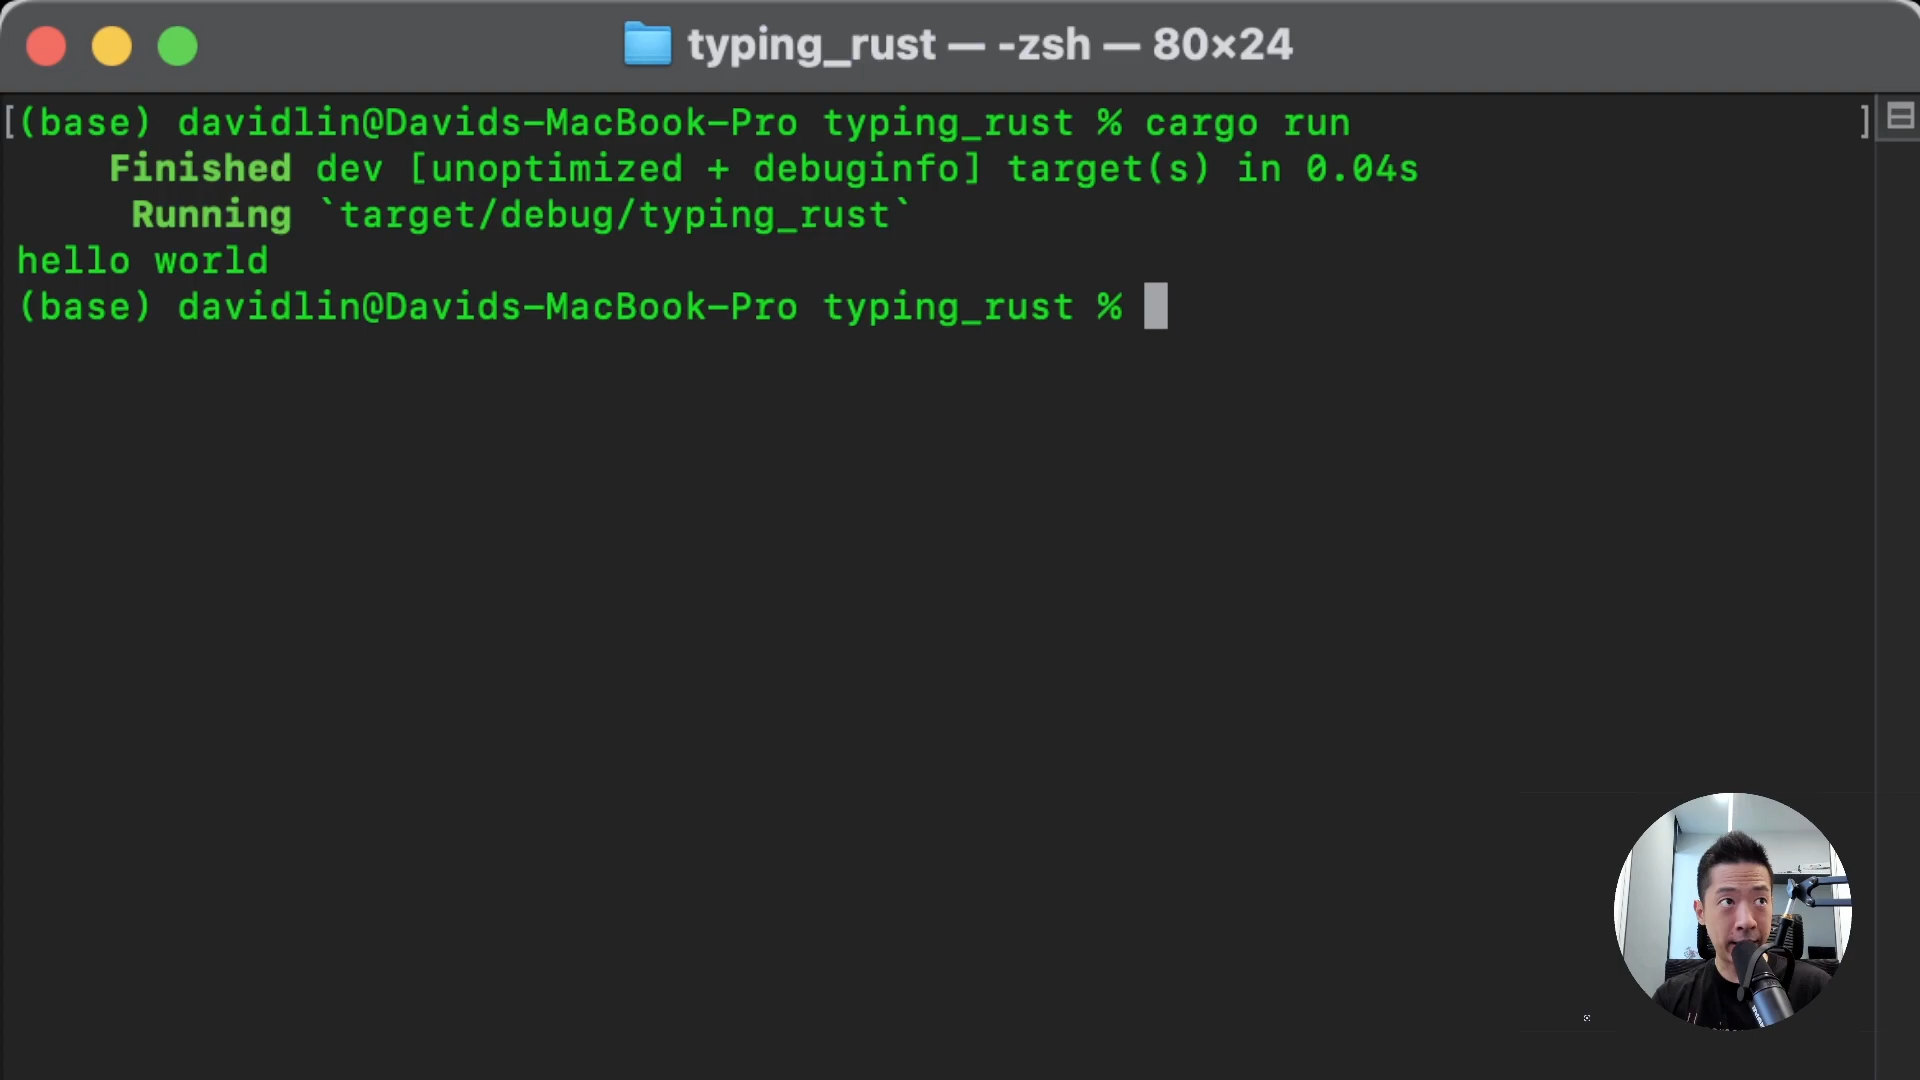 typing_rust — -zsh — 80×24
[(base) davidlin@Davids-MacBook-Pro typing_rust % cargo run ]
Finished dev [unoptimized + debuginfo] target(s) in 0.04s
Running `target/debug/typing_rust`
hello world
(base) davidlin@Davids-MacBook-Pro typing_rust %